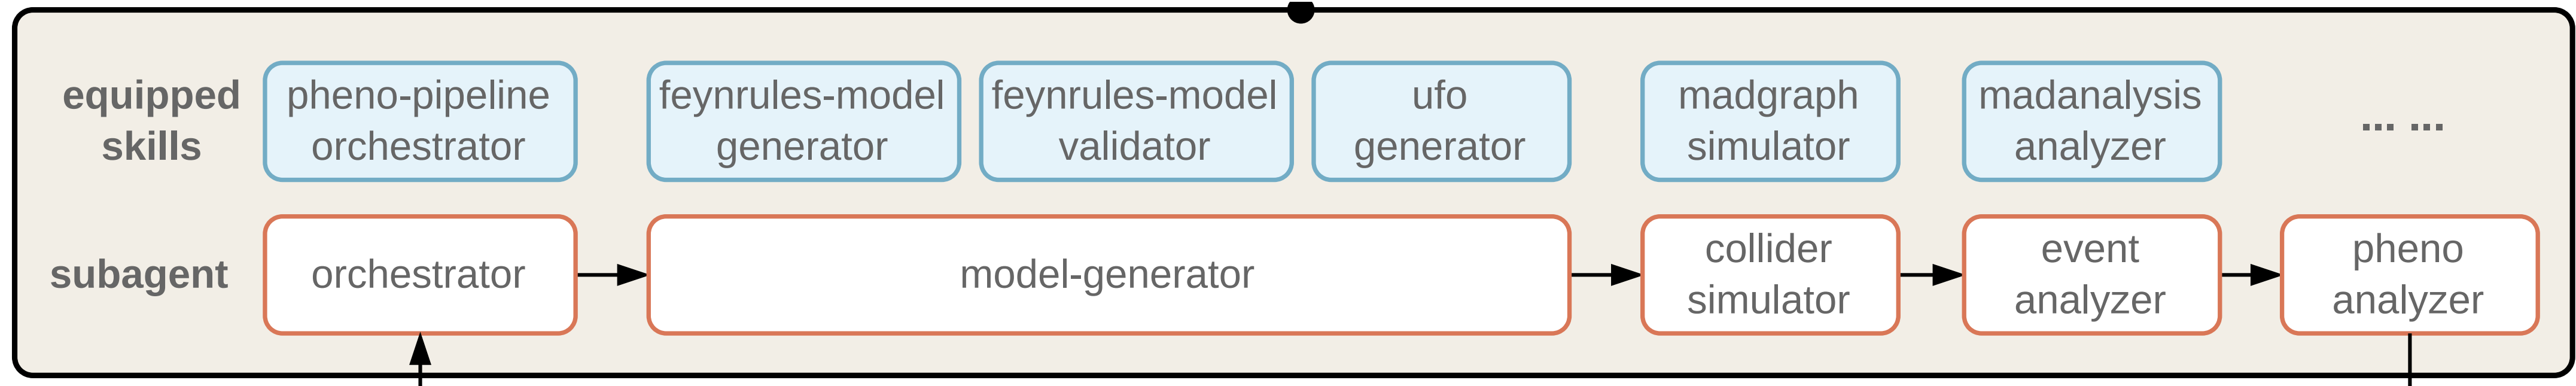 equipped
skills
pheno-pipeline
orchestrator
feynrules-model
generator
feynrules-model
validator
ufo
generator
madgraph
simulator
madanalysis
analyzer
... ...
subagent
orchestrator
model-generator
collider
simulator
event
analyzer
pheno
analyzer